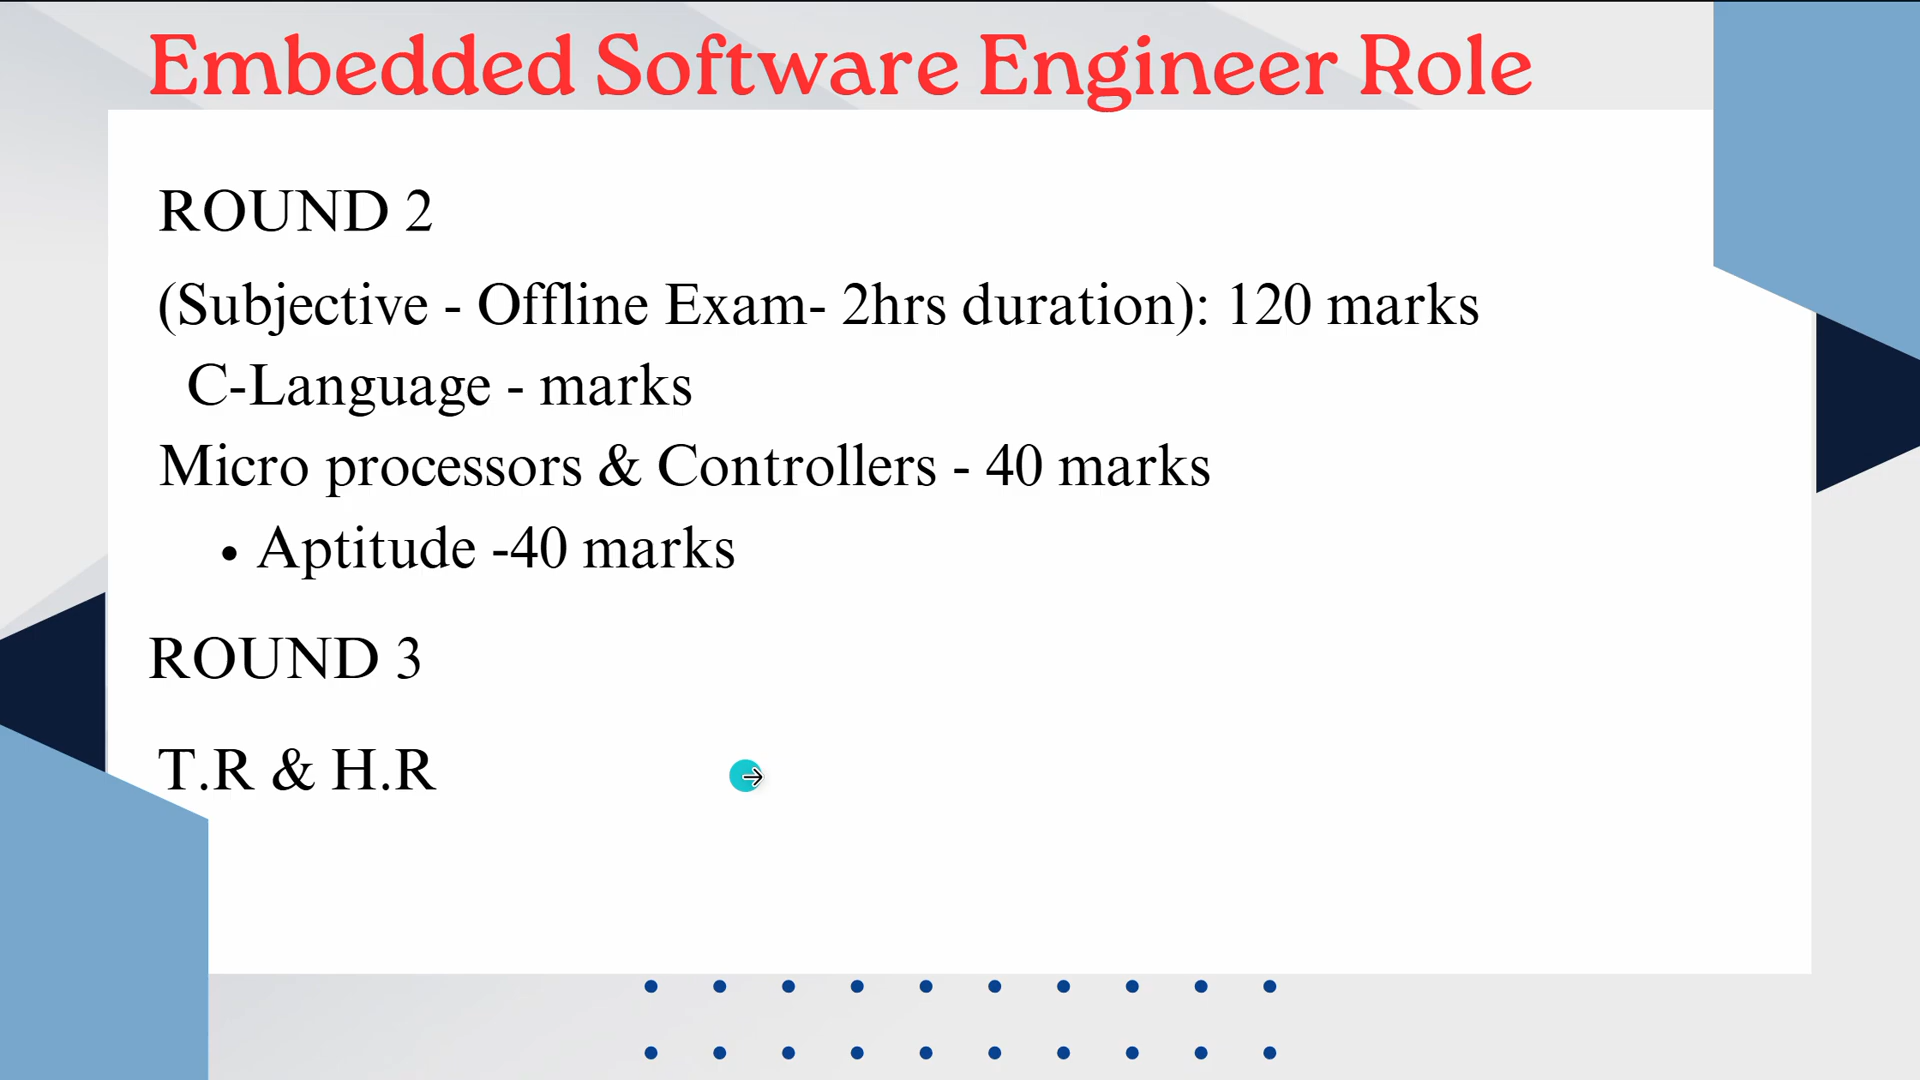 Embedded Software Engineer Role
ROUND 2
(Subjective - Offline Exam- 2hrs duration): 120 marks
C-Language - marks
Micro processors & Controllers - 40 marks
• Aptitude -40 marks
ROUND 3
T.R & H.R